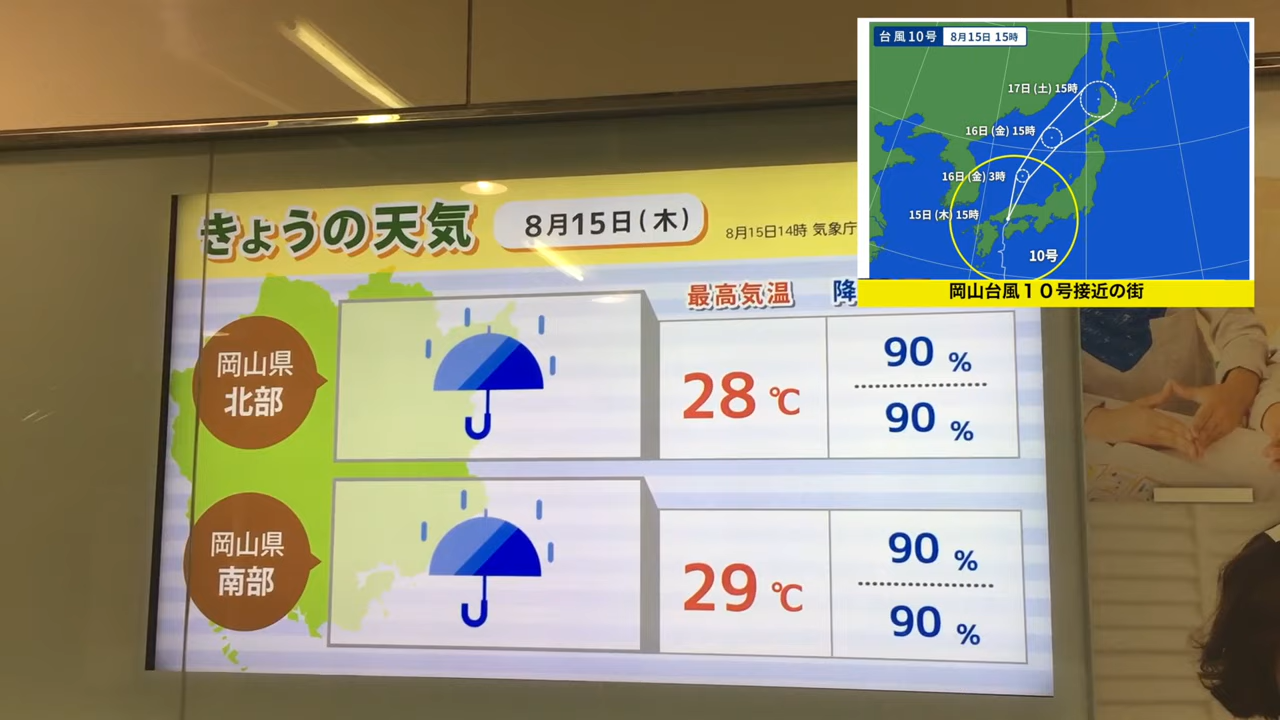 台風10号 8月15日 15時
17日(土)15時
16日(金)15時
16日(金)3時
15日(木)15時
10号
岡山台風１０号接近の街
きょうの天気 8月15日(木)
8月15日14時 気象庁
最高気温 降
岡山県
北部
28℃
90%
90%
岡山県
南部
29℃
90%
90%